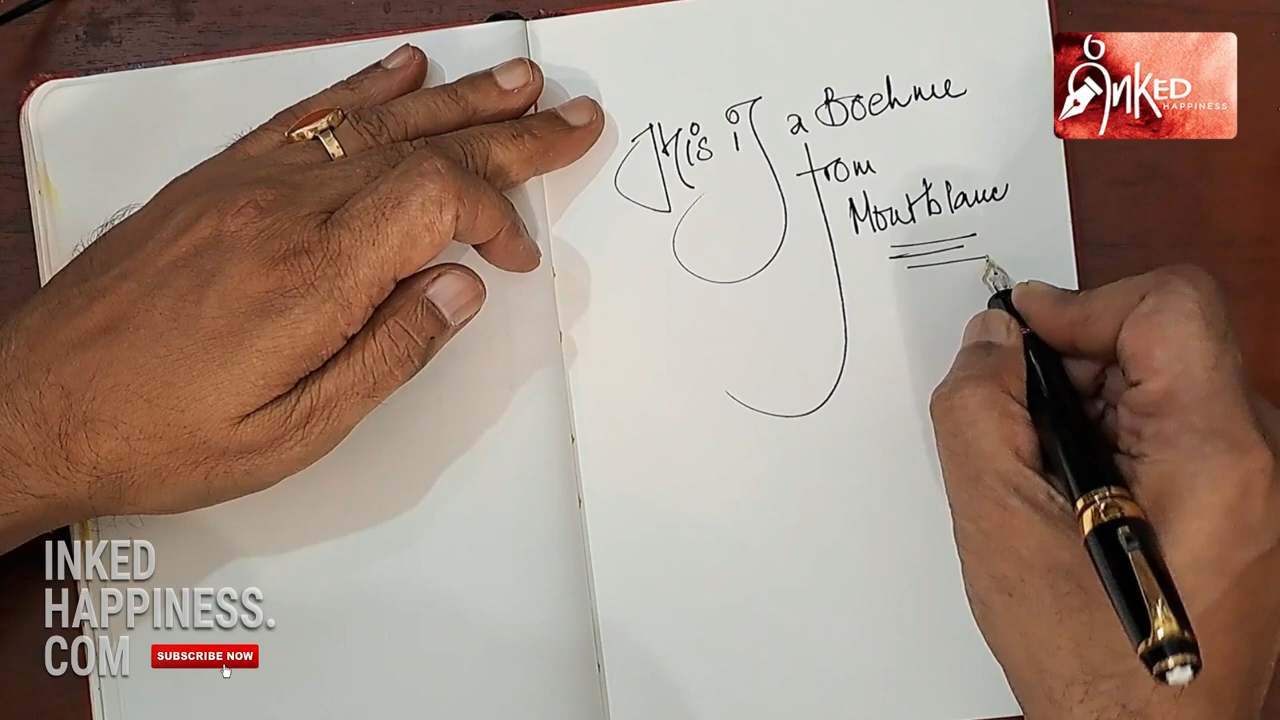 This is a Boehme
from
Montblanc
INKED
HAPPINESS
INKED
HAPPINESS.
COM
SUBSCRIBE NOW